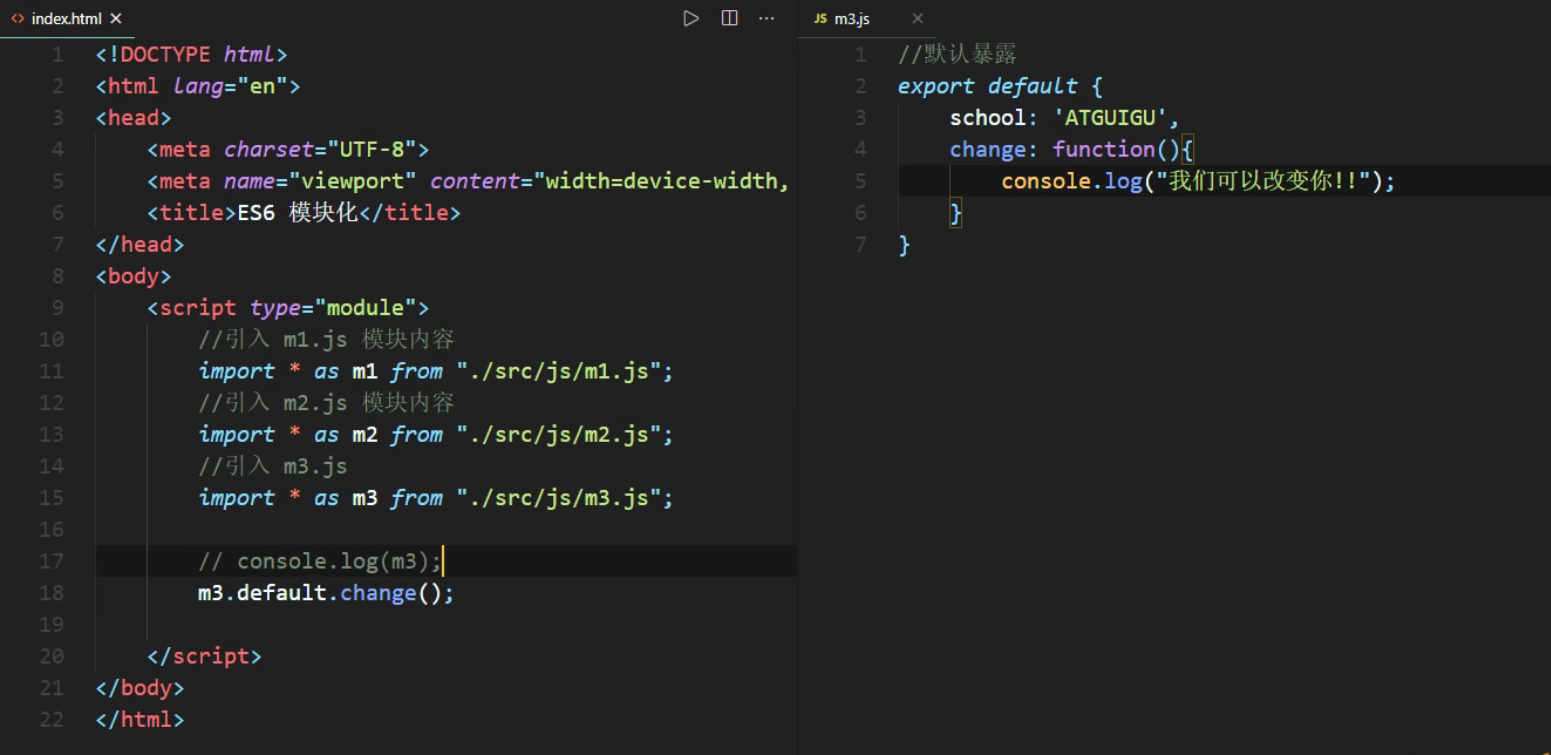 index.html
1 <!DOCTYPE html>
2 <html lang="en">
3 <head>
4     <meta charset="UTF-8">
5     <meta name="viewport" content="width=device-width,
6     <title>ES6 模块化</title>
7 </head>
8 <body>
9     <script type="module">
10         //引入 m1.js 模块内容
11         import * as m1 from "./src/js/m1.js";
12         //引入 m2.js 模块内容
13         import * as m2 from "./src/js/m2.js";
14         //引入 m3.js
15         import * as m3 from "./src/js/m3.js";
16
17         // console.log(m3);
18         m3.default.change();
19
20     </script>
21 </body>
22 </html>
JS m3.js
1 //默认暴露
2 export default {
3     school: 'ATGUIGU',
4     change: function(){
5         console.log("我们可以改变你!!");
6     }
7 }